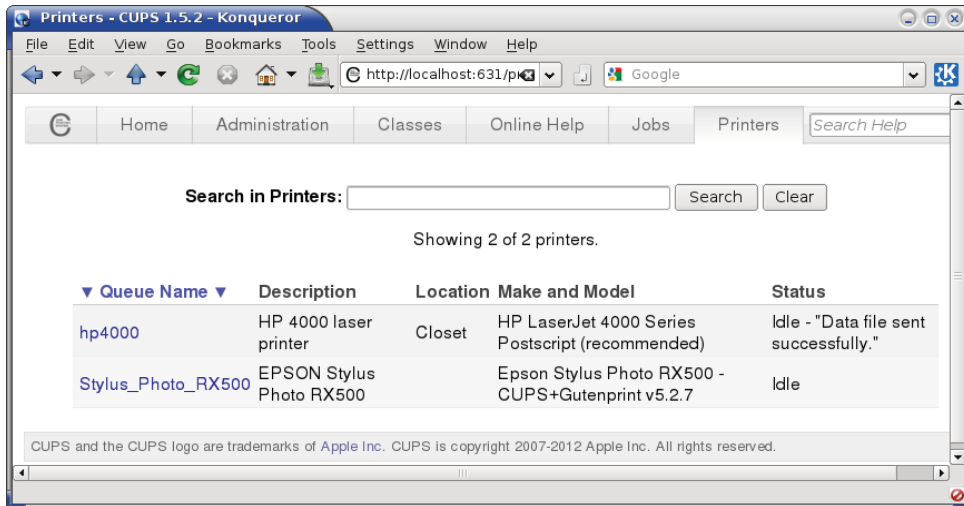 Printers - CUPS 1.5.2 - Konqueror
File Edit View Go Bookmarks Tools Settings Window Help
http://localhost:631/p Google
Home Administration Classes Online Help Jobs Printers Search Help
Search in Printers: Search Clear
Showing 2 of 2 printers.
▼ Queue Name ▼ Description Location Make and Model Status
hp4000 HP 4000 laser printer Closet HP LaserJet 4000 Series Postscript (recommended) Idle - "Data file sent successfully."
Stylus_Photo_RX500 EPSON Stylus Photo RX500 Epson Stylus Photo RX500 - CUPS+Gutenprint v5.2.7 Idle
CUPS and the CUPS logo are trademarks of Apple Inc. CUPS is copyright 2007-2012 Apple Inc. All rights reserved.